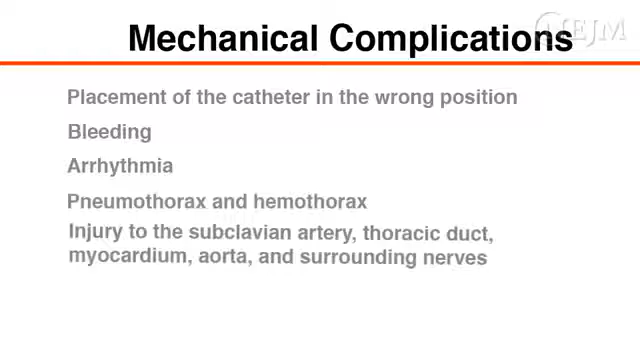 Mechanical Complications
NEJM
Placement of the catheter in the wrong position
Bleeding
Arrhythmia
Pneumothorax and hemothorax
Injury to the subclavian artery, thoracic duct,
myocardium, aorta, and surrounding nerves